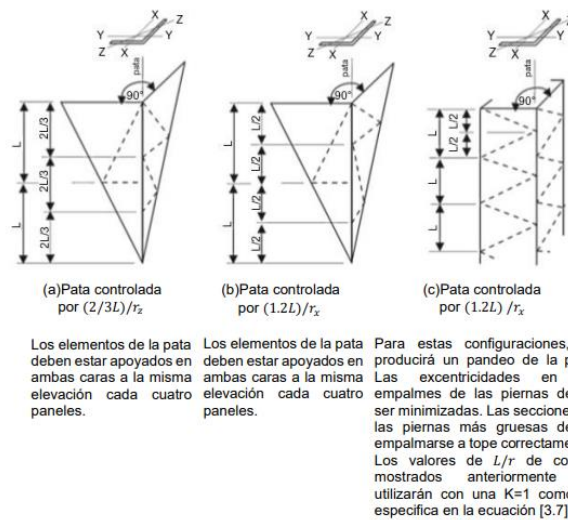 X
Z
Y
Y
Z
X
pata
90°
L
L
2L/3
2L/3
2L/3
(a)Pata controlada
por (2/3L)/r_z
Los elementos de la pata
deben estar apoyados en
ambas caras a la misma
elevación cada cuatro
paneles.
X
Z
Y
Y
Z
X
pata
90°
L
L
L/2
L/2
L/2
L/2
(b)Pata controlada
por (1.2L)/r_x
Los elementos de la pata
deben estar apoyados en
ambas caras a la misma
elevación cada cuatro
paneles.
X
Z
Y
Y
Z
X
pata
90°
L
L
L
L/2
L/2
(c)Pata controlada
por (1.2L) /r_x
Para estas configuraciones,
producirá un pandeo de la p
Las excentricidades en
empalmes de las piernas de
ser minimizadas. Las seccione
las piernas más gruesas de
empalmarse a tope correctame
Los valores de L/r de co
mostrados anteriormente
utilizarán con una K=1 como
especifica en la ecuación [3.7]